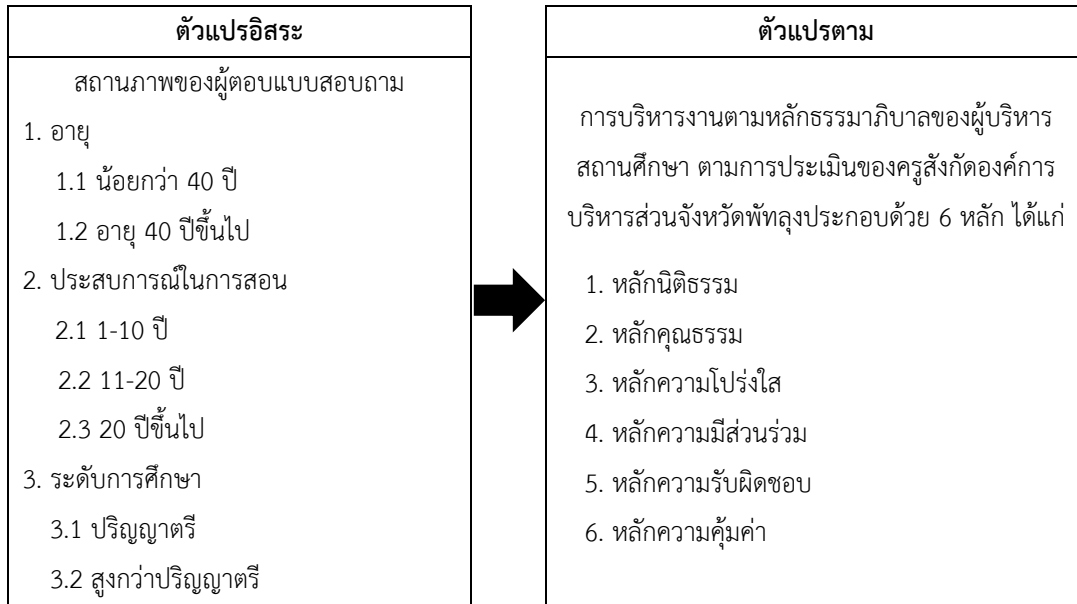 ตัวแปรอิสระ
สถานภาพของผู้ตอบแบบสอบถาม
1. อายุ
1.1 น้อยกว่า 40 ปี
1.2 อายุ 40 ปีขึ้นไป
2. ประสบการณ์ในการสอน
2.1 1-10 ปี
2.2 11-20 ปี
2.3 20 ปีขึ้นไป
3. ระดับการศึกษา
3.1 ปริญญาตรี
3.2 สูงกว่าปริญญาตรี
ตัวแปรตาม
การบริหารงานตามหลักธรรมาภิบาลของผู้บริหาร
สถานศึกษา ตามการประเมินของครูสังกัดองค์การ
บริหารส่วนจังหวัดพัทลุงประกอบด้วย 6 หลัก ได้แก่
1. หลักนิติธรรม
2. หลักคุณธรรม
3. หลักความโปร่งใส
4. หลักความมีส่วนร่วม
5. หลักความรับผิดชอบ
6. หลักความคุ้มค่า